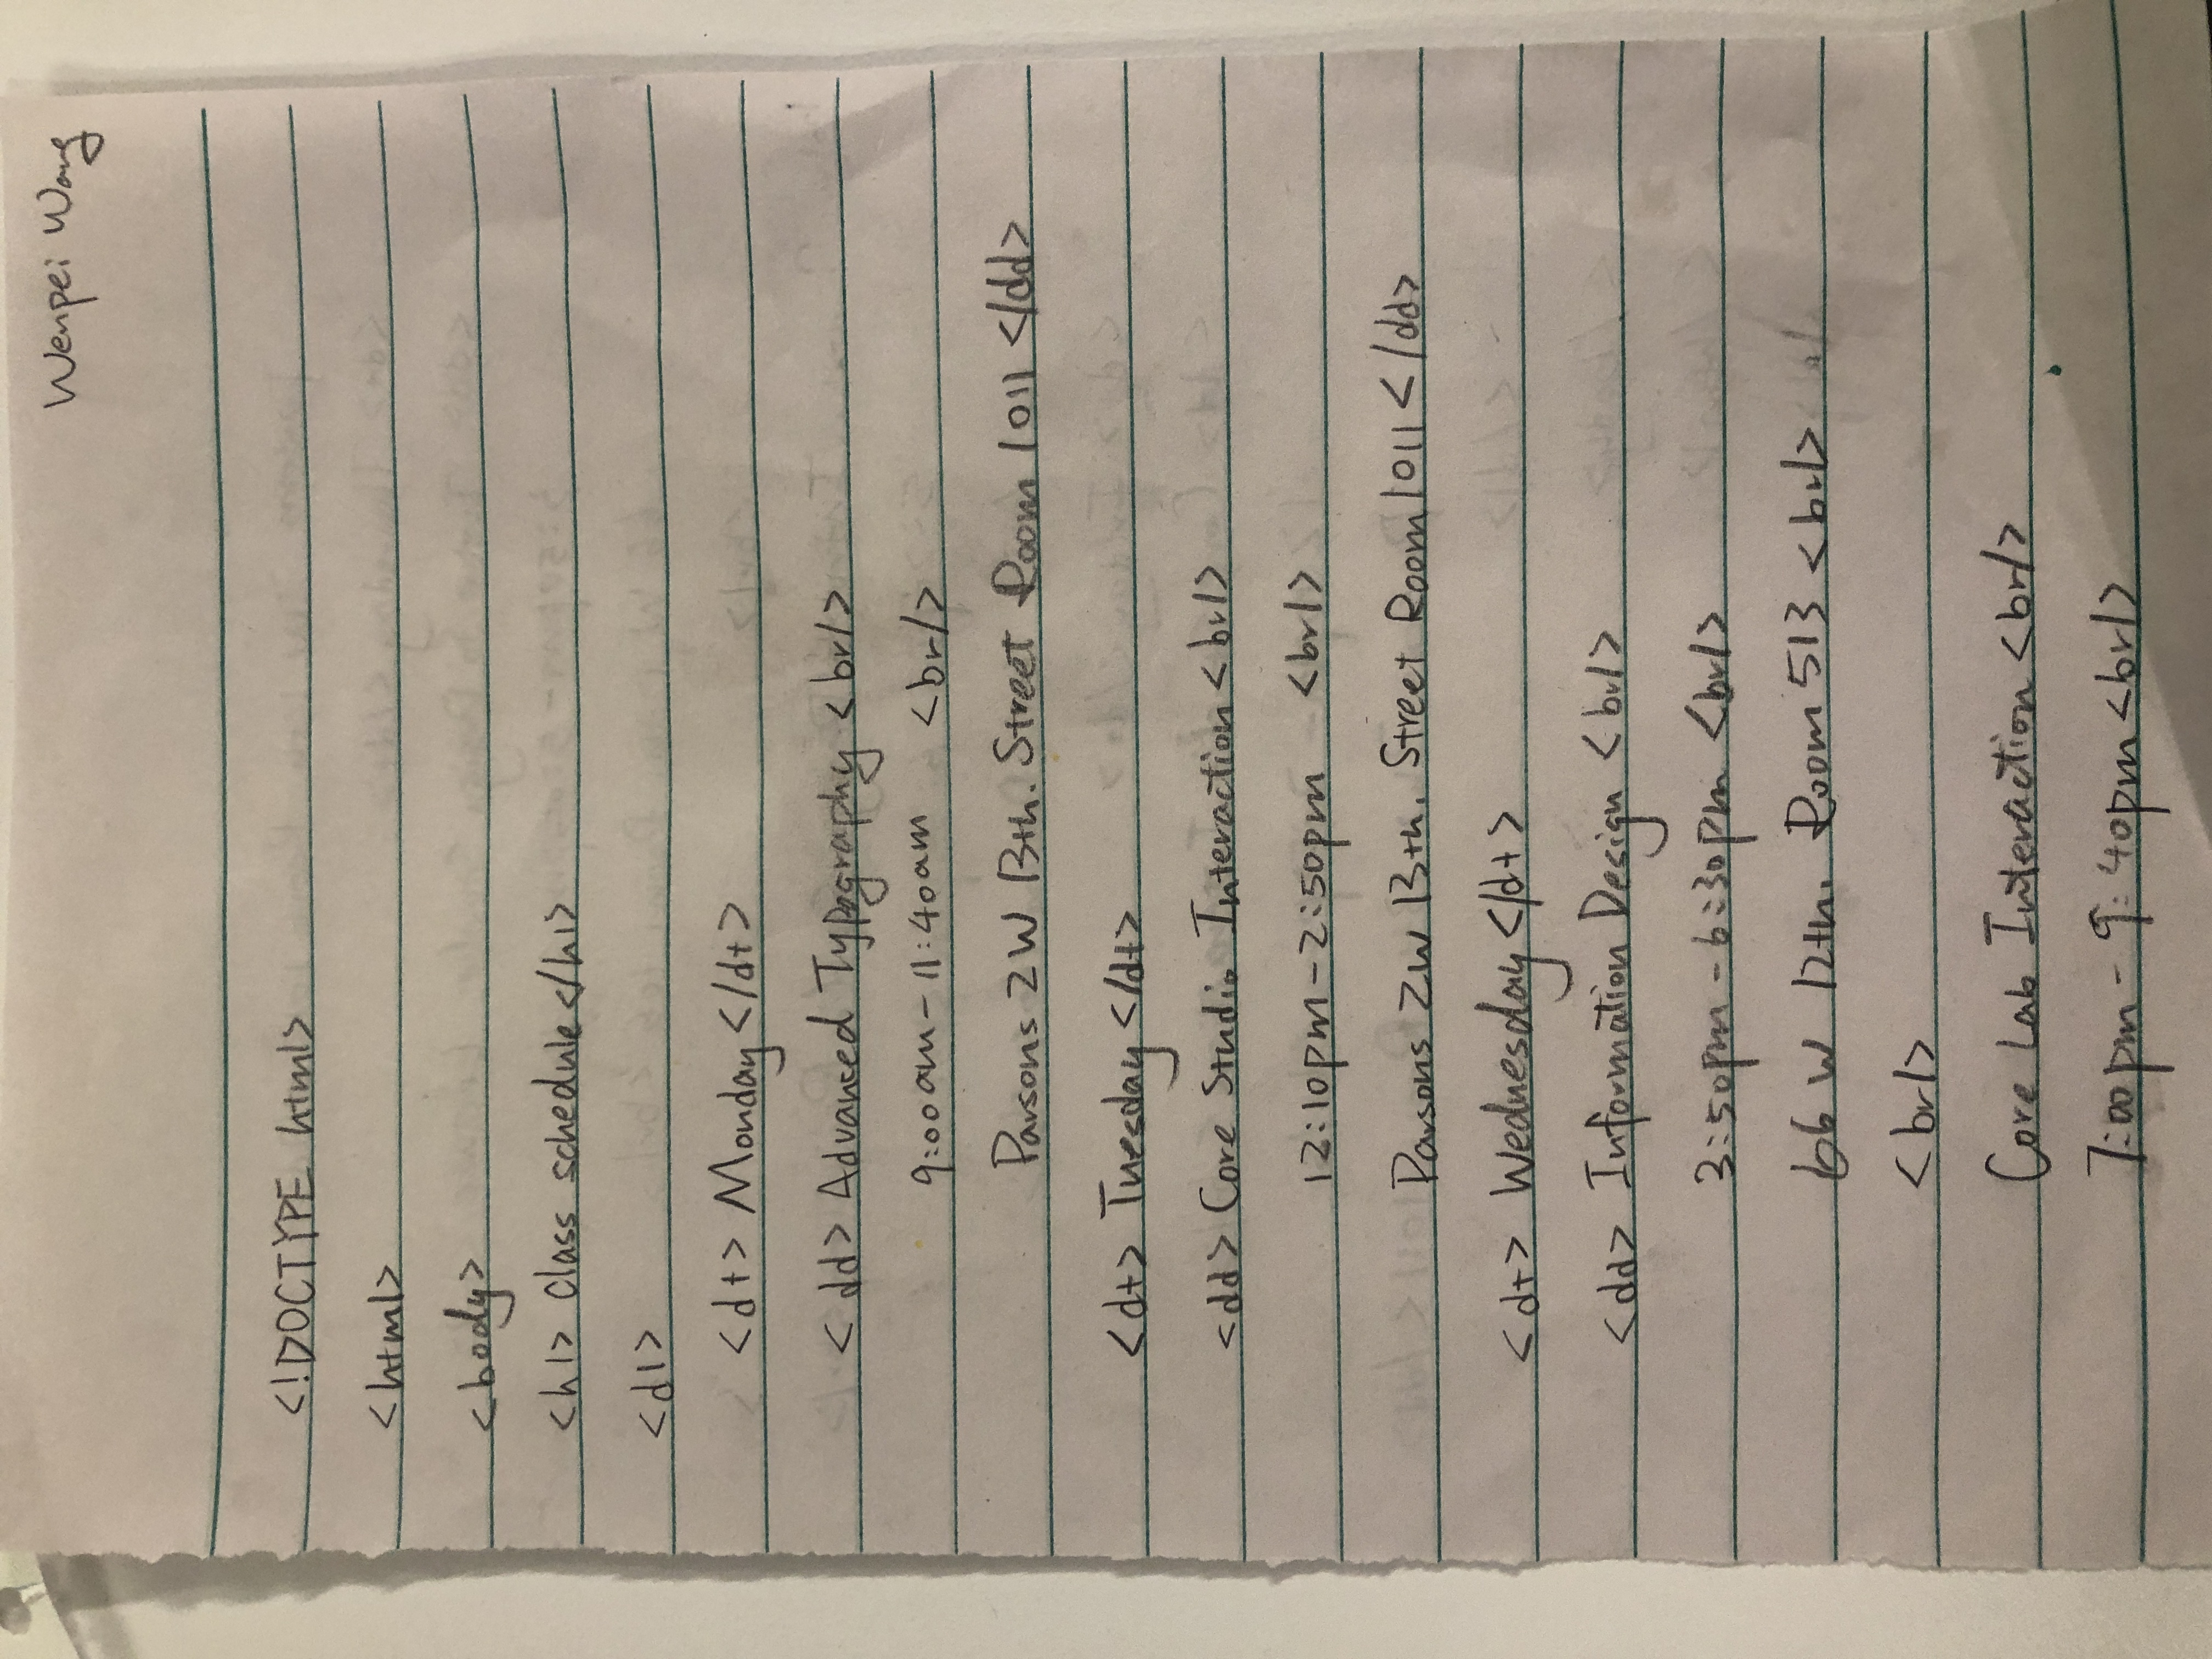 Wenpei Wang
<!DOCTYPE html>
<html>
<body>
<h1> Class schedule</h1>
<dl>
<dt> Monday</dt>
<dd> Advanced Typography <br/>
9:00am-11:40am <br/>
Parsons 2W 13th. Street Room 1011 </dd>
<dt> Tuesday </dt>
<dd> Core Studio Interaction <br/>
12:10pm-2:50pm <br/>
Parsons 2W 13th. Street Room 1011 </dd>
<dt> Wednesday </dt>
<dd> Information Design <br/>
3:50pm - 6:30pm <br/>
66 W 12th. Room 513 <br/>
<br/>
Core Lab Interaction <br/>
7:00pm - 9:40pm <br/>